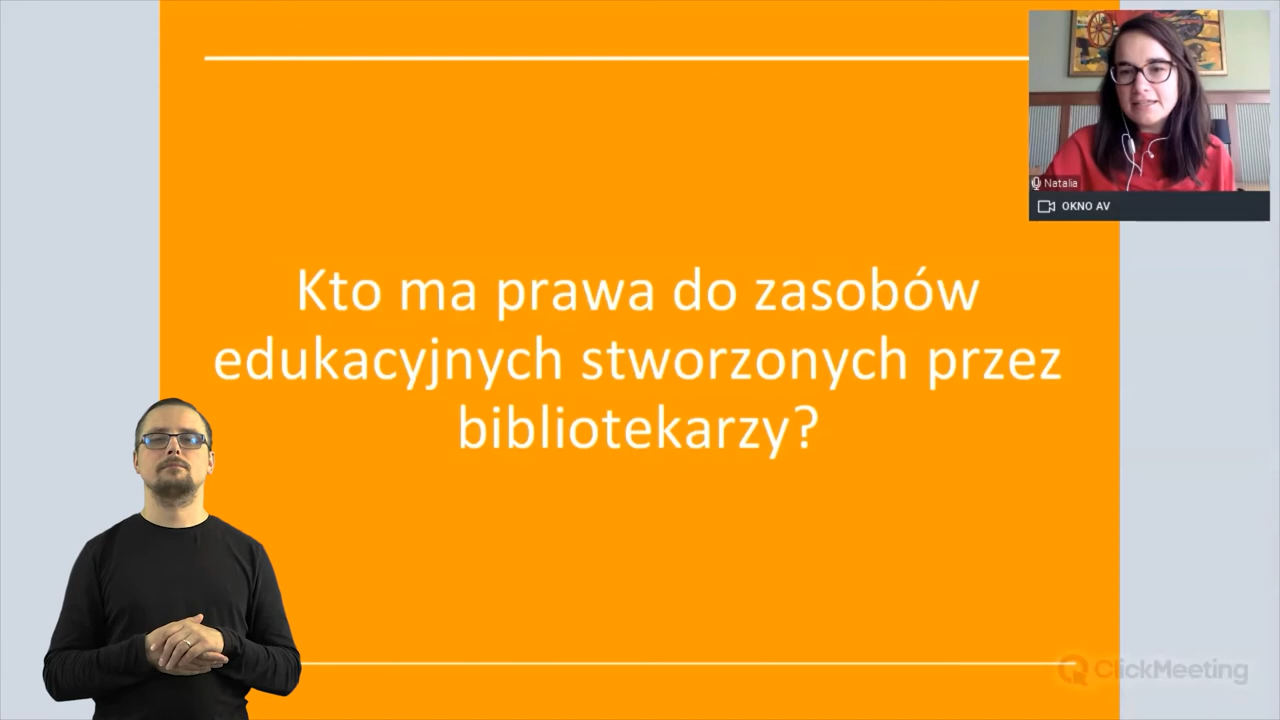 Natalia
OKNO AV
Kto ma prawa do zasobów
edukacyjnych stworzonych przez
bibliotekarzy?
ClickMeeting